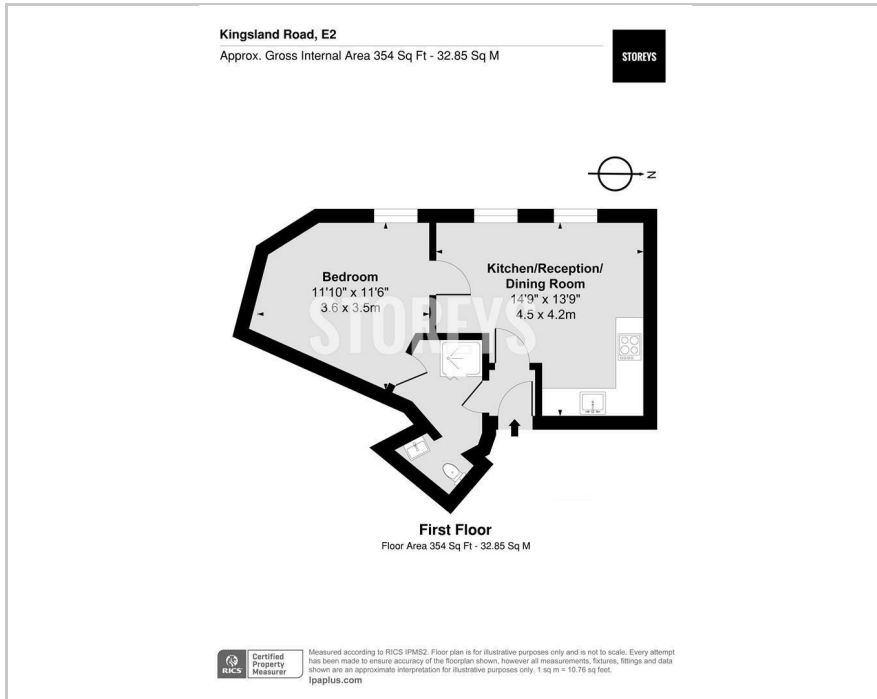 Kingsland Road, E2
Approx. Gross Internal Area 354 Sq Ft - 32.85 Sq M
STOREYS
N
Bedroom
11'10" x 11'6"
3.6 x 3.5m
Kitchen/Reception/
Dining Room
14'9" x 13'9"
4.5 x 4.2m
STOREYS
First Floor
Floor Area 354 Sq Ft - 32.85 Sq M
RICS
Certified
Property
Measurer
Measured according to RICS IPMS2. Floor plan is for illustrative purposes only and is not to scale. Every attempt
has been made to ensure accuracy of the floorplan shown, however all measurements, fixtures, fittings and data
shown are an approximate interpretation for illustrative purposes only. 1 sq m = 10.76 sq feet.
lpaplus.com